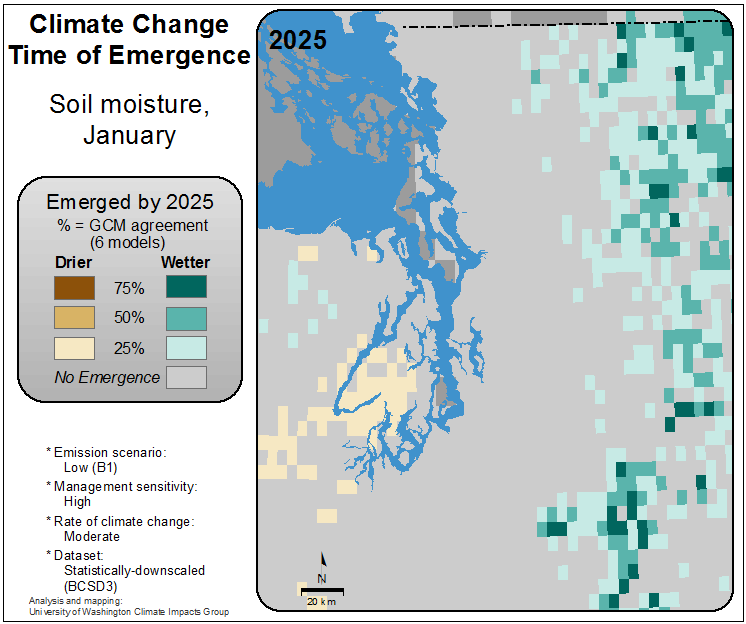 Climate Change
Time of Emergence
Soil moisture,
January
Emerged by 2025
% = GCM agreement
(6 models)
Drier Wetter
75%
50%
25%
No Emergence
* Emission scenario:
Low (B1)
* Management sensitivity:
High
* Rate of climate change:
Moderate
* Dataset:
Statistically-downscaled
(BCSD3)
Analysis and mapping:
University of Washington Climate Impacts Group
2025
N
20 km